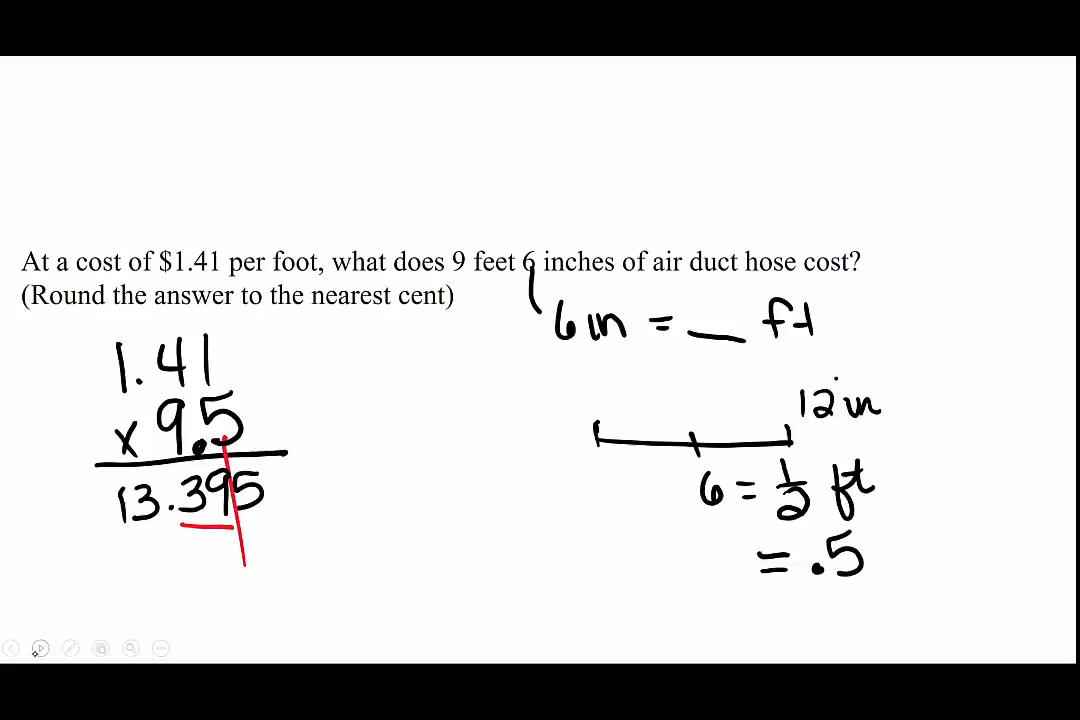 At a cost of $1.41 per foot, what does 9 feet 6 inches of air duct hose cost?
(Round the answer to the nearest cent)
6 in = __ ft
1.41
x 9.5
13.395
12 in
6 = 1/2 ft
= .5